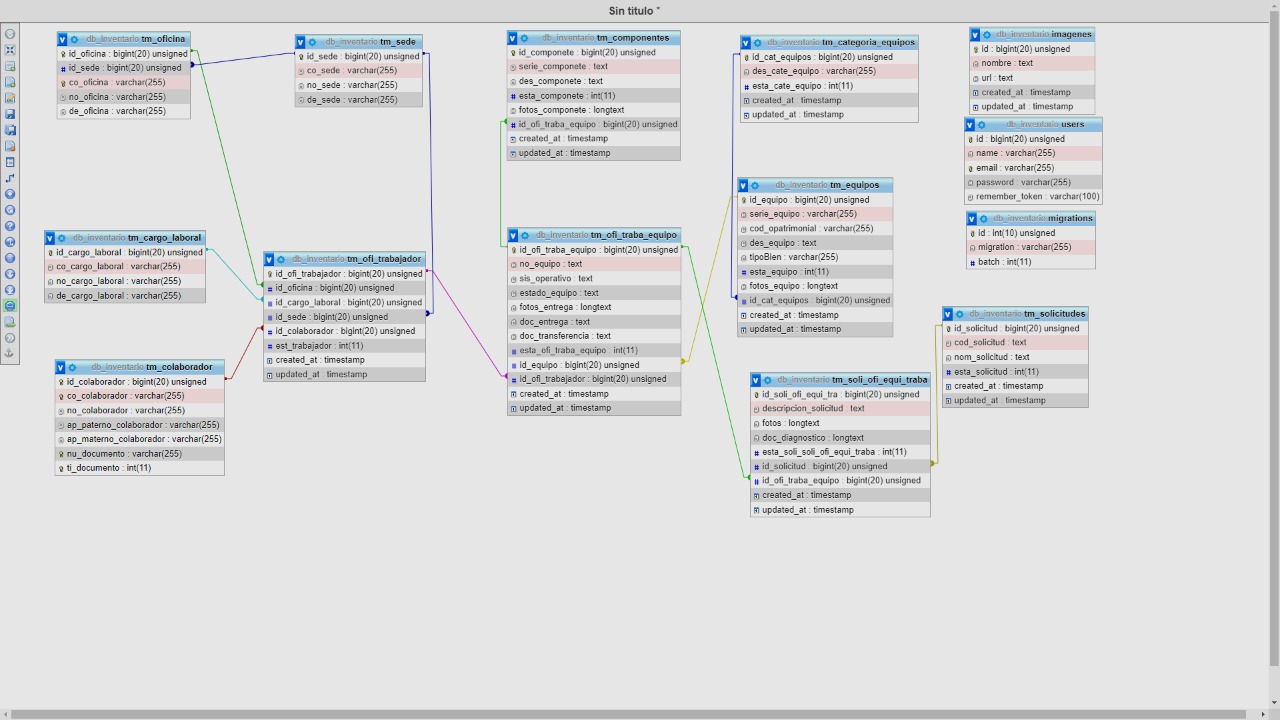 Sin titulo *
db_inventario tm_oficina
id_oficina : bigint(20) unsigned
id_sede : bigint(20) unsigned
co_oficina : varchar(255)
no_oficina : varchar(255)
de_oficina : varchar(255)
db_inventario tm_sede
id_sede : bigint(20) unsigned
co_sede : varchar(255)
no_sede : varchar(255)
de_sede : varchar(255)
db_inventario tm_componentes
id_componete : bigint(20) unsigned
serie_componete : text
des_componete : text
esta_componete : int(11)
fotos_componete : longtext
id_ofi_traba_equipo : bigint(20) unsigned
created_at : timestamp
updated_at : timestamp
db_inventario tm_categoria_equipos
id_cat_equipos : bigint(20) unsigned
des_cate_equipo : varchar(255)
esta_cate_equipo : int(11)
created_at : timestamp
updated_at : timestamp
db_inventario imagenes
id : bigint(20) unsigned
nombre : text
url : text
created_at : timestamp
updated_at : timestamp
db_inventario users
id : bigint(20) unsigned
name : varchar(255)
email : varchar(255)
password : varchar(255)
remember_token : varchar(100)
db_inventario migrations
id : int(10) unsigned
migration : varchar(255)
batch : int(11)
db_inventario tm_equipos
id_equipo : bigint(20) unsigned
serie_equipo : varchar(255)
cod_opatrimonial : varchar(255)
des_equipo : text
tipoBien : varchar(255)
esta_equipo : int(11)
fotos_equipo : longtext
id_cat_equipos : bigint(20) unsigned
created_at : timestamp
updated_at : timestamp
db_inventario tm_cargo_laboral
id_cargo_laboral : bigint(20) unsigned
co_cargo_laboral : varchar(255)
no_cargo_laboral : varchar(255)
de_cargo_laboral : varchar(255)
db_inventario tm_ofi_trabajador
id_ofi_trabajador : bigint(20) unsigned
id_oficina : bigint(20) unsigned
id_cargo_laboral : bigint(20) unsigned
id_sede : bigint(20) unsigned
id_colaborador : bigint(20) unsigned
est_trabajador : int(11)
created_at : timestamp
updated_at : timestamp
db_inventario tm_ofi_traba_equipo
id_ofi_traba_equipo : bigint(20) unsigned
no_equipo : text
sis_operativo : text
estado_equipo : text
fotos_entrega : longtext
doc_entrega : text
doc_transferencia : text
esta_ofi_traba_equipo : int(11)
id_equipo : bigint(20) unsigned
id_ofi_trabajador : bigint(20) unsigned
created_at : timestamp
updated_at : timestamp
db_inventario tm_solicitudes
id_solicitud : bigint(20) unsigned
cod_solicitud : text
nom_solicitud : text
esta_solicitud : int(11)
created_at : timestamp
updated_at : timestamp
db_inventario tm_colaborador
id_colaborador : bigint(20) unsigned
co_colaborador : varchar(255)
no_colaborador : varchar(255)
ap_paterno_colaborador : varchar(255)
ap_materno_colaborador : varchar(255)
nu_documento : varchar(255)
ti_documento : int(11)
db_inventario tm_soli_ofi_equi_traba
id_soli_ofi_equi_tra : bigint(20) unsigned
descripcion_solicitud : text
fotos : longtext
doc_diagnostico : longtext
esta_soli_soli_ofi_equi_traba : int(11)
id_solicitud : bigint(20) unsigned
id_ofi_traba_equipo : bigint(20) unsigned
created_at : timestamp
updated_at : timestamp